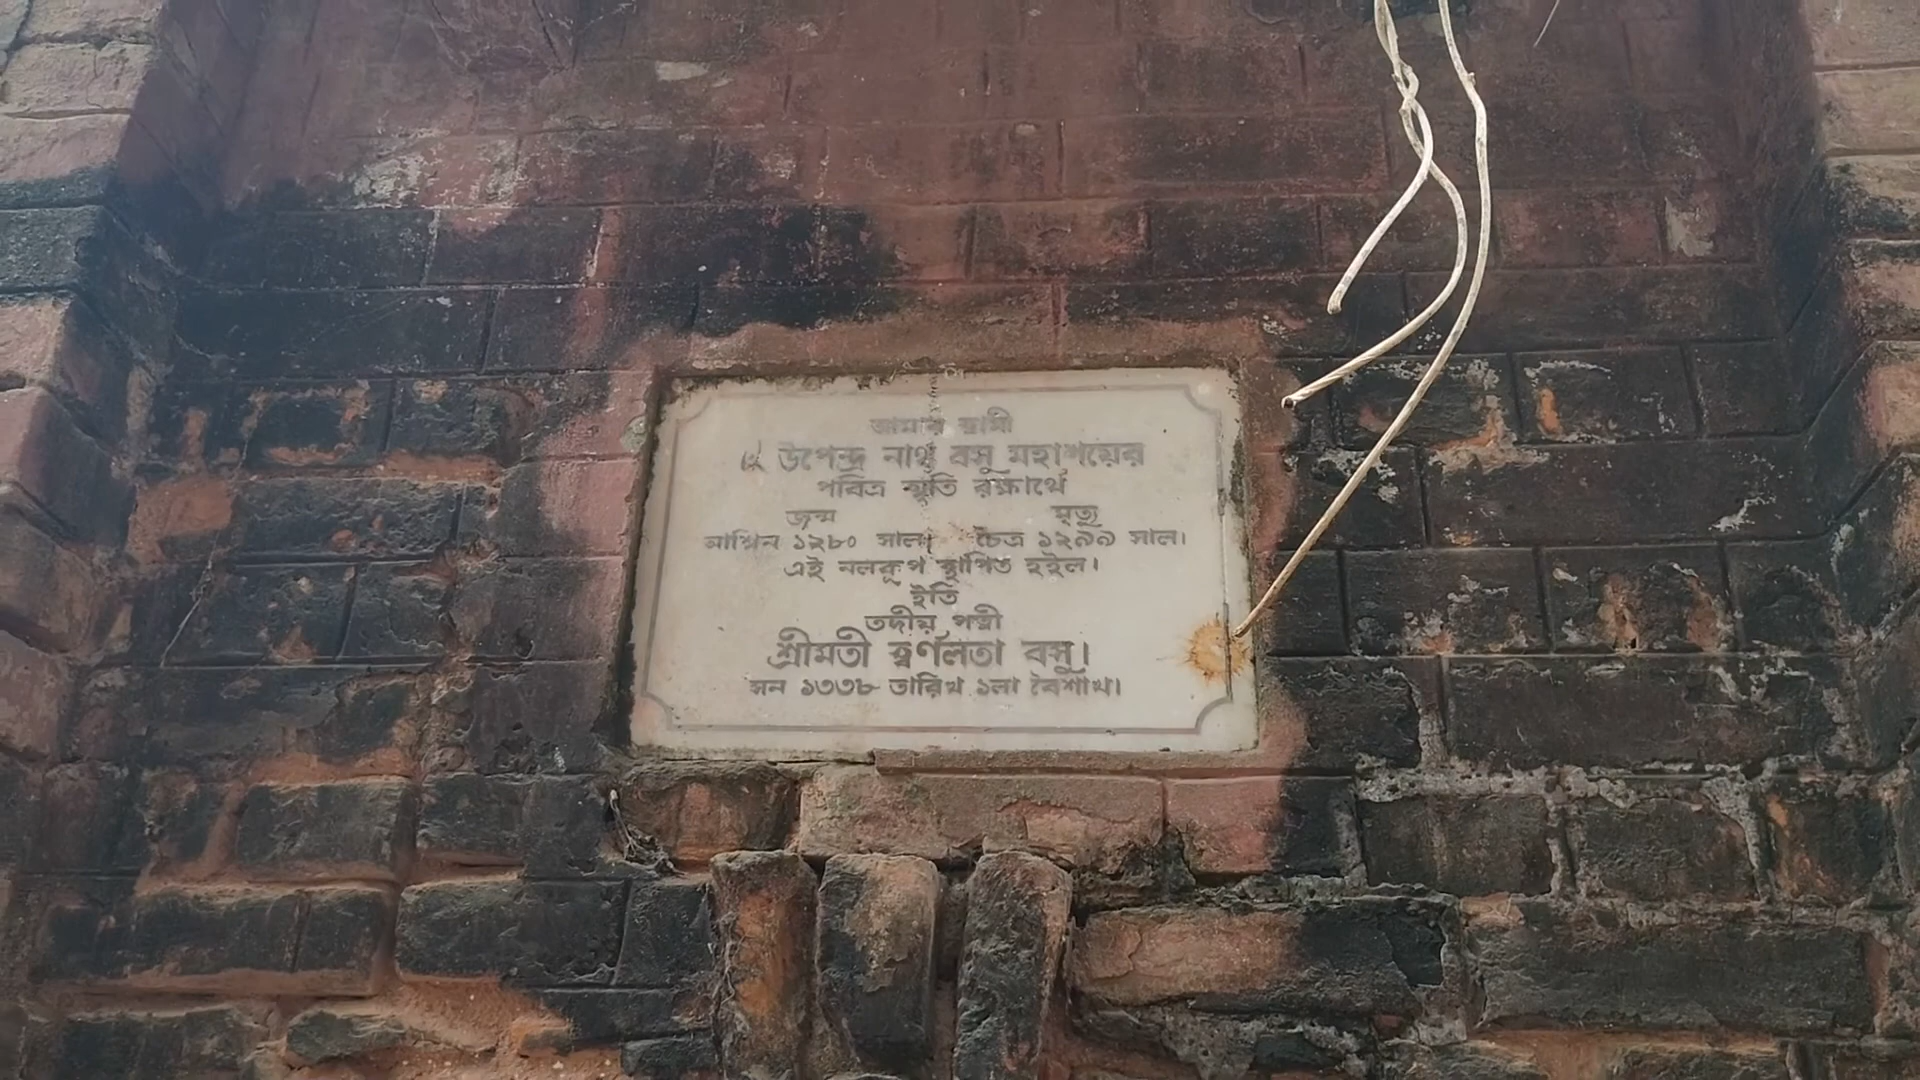 আমার স্বামী
৺ উপেন্দ্র নাথ বসু মহাশয়ের
পবিত্র স্মৃতি রক্ষার্থে
জন্ম মৃত্যু
আশ্বিন ১২৮০ সাল। চৈত্র ১২৯৯ সাল।
এই নলকূপ স্থাপিত হইল।
ইতি
তদীয় পত্নী
শ্রীমতী স্বর্ণলতা বসু।
সন ১৩৩৮ তারিখ ১লা বৈশাখ।